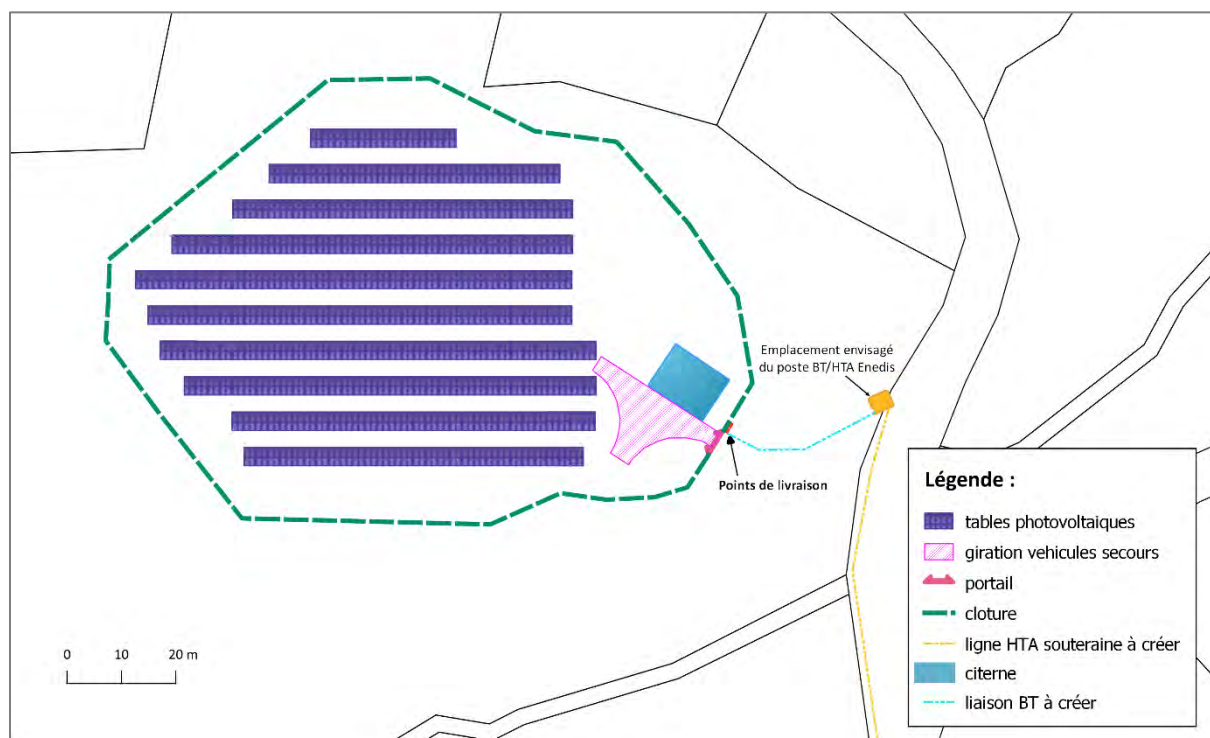 Emplacement envisagé
du poste BT/HTA Enedis
Points de livraison
Légende :
tables photovoltaiques
giration vehicules secours
portail
cloture
ligne HTA souteraine à créer
citerne
liaison BT à créer
0 10 20 m